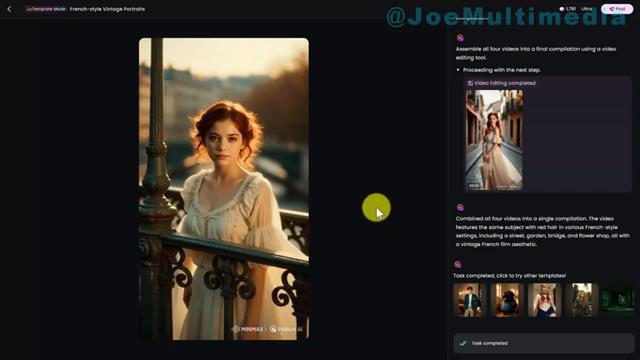 Template Mode French-style Vintage Portraits
1,791 Ultra Post
@JoeMultimedia
Assemble all four videos into a final compilation using a video
editing tool.
• Proceeding with the next step.
Video Editing completed
Combined all four videos into a single compilation. The video
features the same subject with red hair in various French-style
settings, including a street, garden, bridge, and flower shop, all with
a vintage French film aesthetic.
Task completed, click to try other templates!
MINIMAX Hailuo AI
Task completed